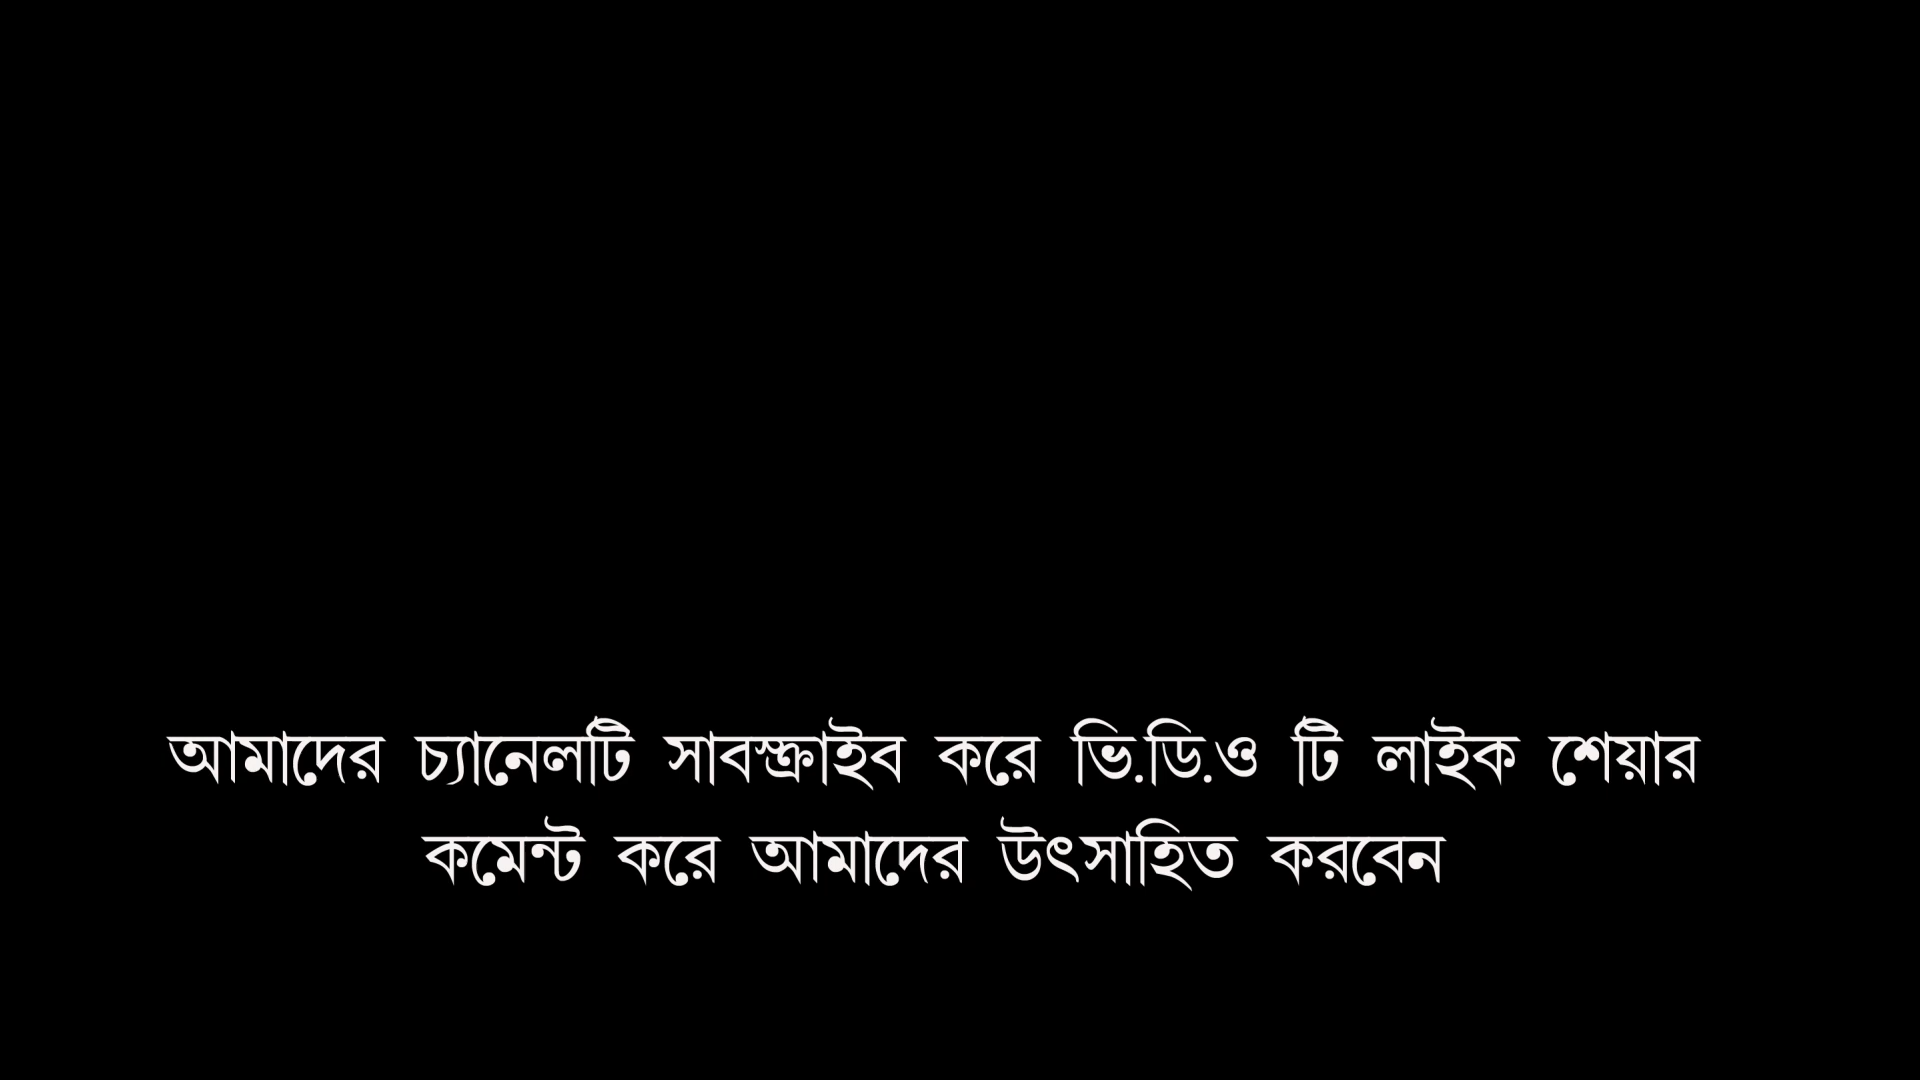 আমাদের চ্যানেলটি সাবস্ক্রাইব করে ভি.ডি.ও টি লাইক শেয়ার
কমেন্ট করে আমাদের উৎসাহিত করবেন